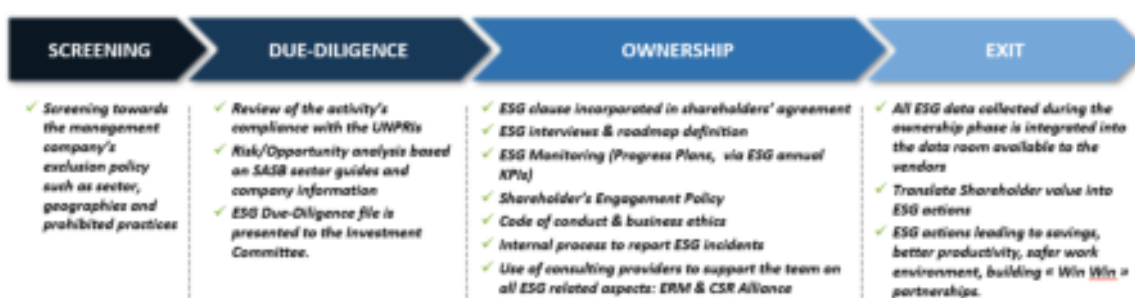 SCREENING
DUE-DILIGENCE
OWNERSHIP
EXIT
Screening towards
the management
company's
exclusion policy
such as sector,
geographies and
prohibited practices
Review of the activity's
compliance with the UNPRIs
Risk/Opportunity analysis based
on SASB sector guides and
company information
ESG Due-Diligence file is
presented to the Investment
Committee.
ESG clause incorporated in shareholders' agreement
ESG interviews & roadmap definition
ESG Monitoring (Progress Plans, via ESG annual
KPIs)
Shareholder's Engagement Policy
Code of conduct & business ethics
Internal process to report ESG incidents
Use of consulting providers to support the team on
all ESG related aspects: ERM & CSR Alliance
All ESG data collected during the
ownership phase is integrated into
the data room available to the
vendors
Translate Shareholder value into
ESG actions
ESG actions leading to savings,
better productivity, safer work
environment, building « Win Win »
partnerships.